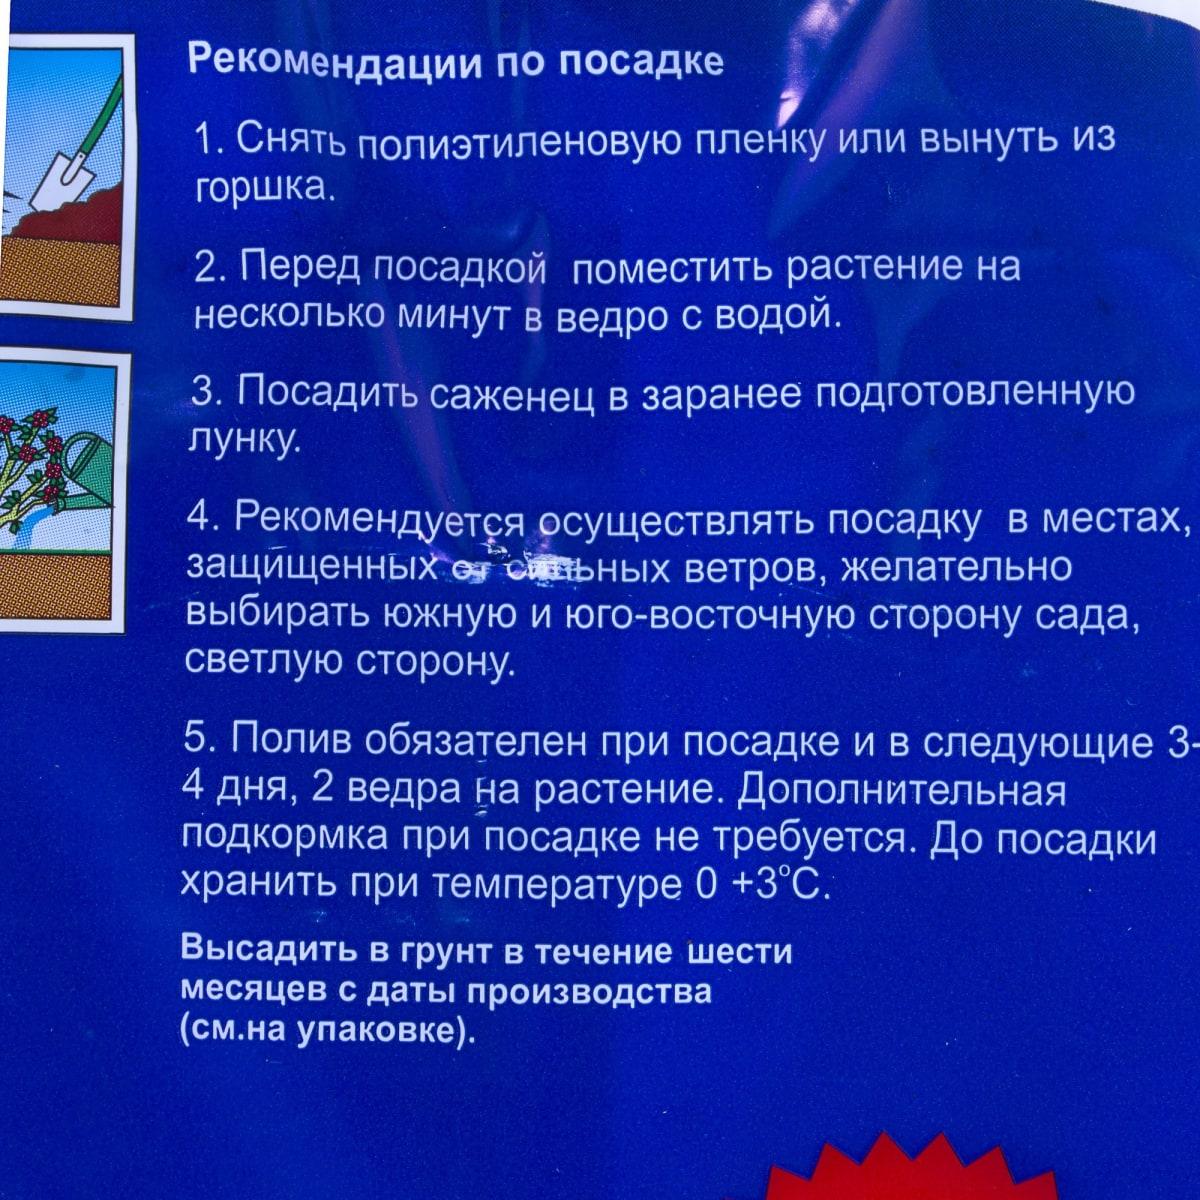 Рекомендации по посадке
1. Снять полиэтиленовую пленку или вынуть из
горшка.
2. Перед посадкой поместить растение на
несколько минут в ведро с водой.
3. Посадить саженец в заранее подготовленную
лунку.
4. Рекомендуется осуществлять посадку в местах,
защищенных от сильных ветров, желательно
выбирать южную и юго-восточную сторону сада,
светлую сторону.
5. Полив обязателен при посадке и в следующие 3-
4 дня, 2 ведра на растение. Дополнительная
подкормка при посадке не требуется. До посадки
хранить при температуре 0 +3°С.
Высадить в грунт в течение шести
месяцев с даты производства
(см.на упаковке).